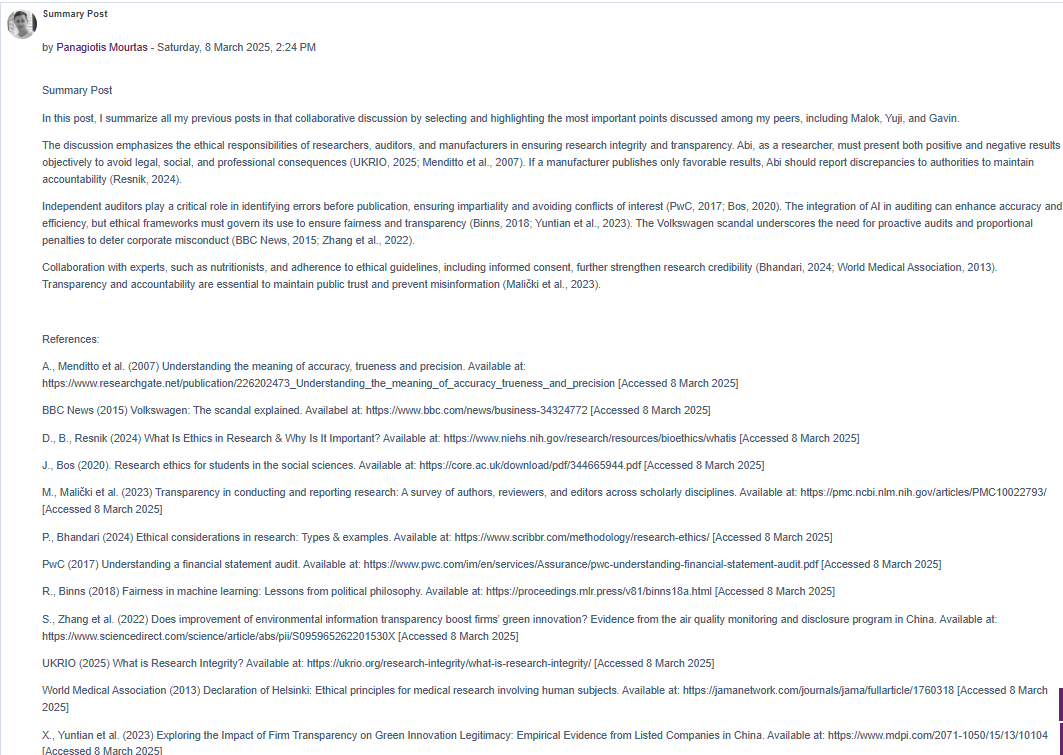 Summary Post
by Panagiotis Mourtas - Saturday, 8 March 2025, 2:24 PM
Summary Post
In this post, I summarize all my previous posts in that collaborative discussion by selecting and highlighting the most important points discussed among my peers, including Malok, Yuji, and Gavin.
The discussion emphasizes the ethical responsibilities of researchers, auditors, and manufacturers in ensuring research integrity and transparency. Abi, as a researcher, must present both positive and negative results
objectively to avoid legal, social, and professional consequences (UKRIO, 2025; Menditto et al., 2007). If a manufacturer publishes only favorable results, Abi should report discrepancies to authorities to maintain
accountability (Resnik, 2024).
Independent auditors play a critical role in identifying errors before publication, ensuring impartiality and avoiding conflicts of interest (PwC, 2017; Bos, 2020). The integration of AI in auditing can enhance accuracy and
efficiency, but ethical frameworks must govern its use to ensure fairness and transparency (Binns, 2018; Yuntian et al., 2023). The Volkswagen scandal underscores the need for proactive audits and proportional
penalties to deter corporate misconduct (BBC News, 2015; Zhang et al., 2022).
Collaboration with experts, such as nutritionists, and adherence to ethical guidelines, including informed consent, further strengthen research credibility (Bhandari, 2024; World Medical Association, 2013).
Transparency and accountability are essential to maintain public trust and prevent misinformation (Malički et al., 2023).
References:
A., Menditto et al. (2007) Understanding the meaning of accuracy, trueness and precision. Available at:
https://www.researchgate.net/publication/226202473_Understanding_the_meaning_of_accuracy_trueness_and_precision [Accessed 8 March 2025]
BBC News (2015) Volkswagen: The scandal explained. Availabel at: https://www.bbc.com/news/business-34324772 [Accessed 8 March 2025]
D., B., Resnik (2024) What Is Ethics in Research & Why Is It Important? Available at: https://www.niehs.nih.gov/research/resources/bioethics/whatis [Accessed 8 March 2025]
J., Bos (2020). Research ethics for students in the social sciences. Available at: https://core.ac.uk/download/pdf/344665944.pdf [Accessed 8 March 2025]
M., Malički et al. (2023) Transparency in conducting and reporting research: A survey of authors, reviewers, and editors across scholarly disciplines. Available at: https://pmc.ncbi.nlm.nih.gov/articles/PMC10022793/
[Accessed 8 March 2025]
P., Bhandari (2024) Ethical considerations in research: Types & examples. Available at: https://www.scribbr.com/methodology/research-ethics/ [Accessed 8 March 2025]
PwC (2017) Understanding a financial statement audit. Available at: https://www.pwc.com/im/en/services/Assurance/pwc-understanding-financial-statement-audit.pdf [Accessed 8 March 2025]
R., Binns (2018) Fairness in machine learning: Lessons from political philosophy. Available at: https://proceedings.mlr.press/v81/binns18a.html [Accessed 8 March 2025]
S., Zhang et al. (2022) Does improvement of environmental information transparency boost firms' green innovation? Evidence from the air quality monitoring and disclosure program in China. Available at:
https://www.sciencedirect.com/science/article/abs/pii/S095965262201530X [Accessed 8 March 2025]
UKRIO (2025) What is Research Integrity? Available at: https://ukrio.org/research-integrity/what-is-research-integrity/ [Accessed 8 March 2025]
World Medical Association (2013) Declaration of Helsinki: Ethical principles for medical research involving human subjects. Available at: https://jamanetwork.com/journals/jama/fullarticle/1760318 [Accessed 8 March
2025]
X., Yuntian et al. (2023) Exploring the Impact of Firm Transparency on Green Innovation Legitimacy: Empirical Evidence from Listed Companies in China. Available at: https://www.mdpi.com/2071-1050/15/13/10104
[Accessed 8 March 2025]